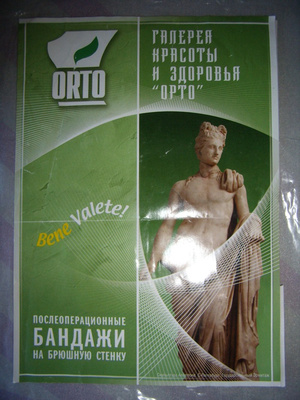 ORTO
ГАЛЕРЕЯ
КРАСОТЫ
И ЗДОРОВЬЯ
"ОРТО"
Bene Valete!
ПОСЛЕОПЕРАЦИОННЫЕ
БАНДАЖИ
НА БРЮШНУЮ СТЕНКУ